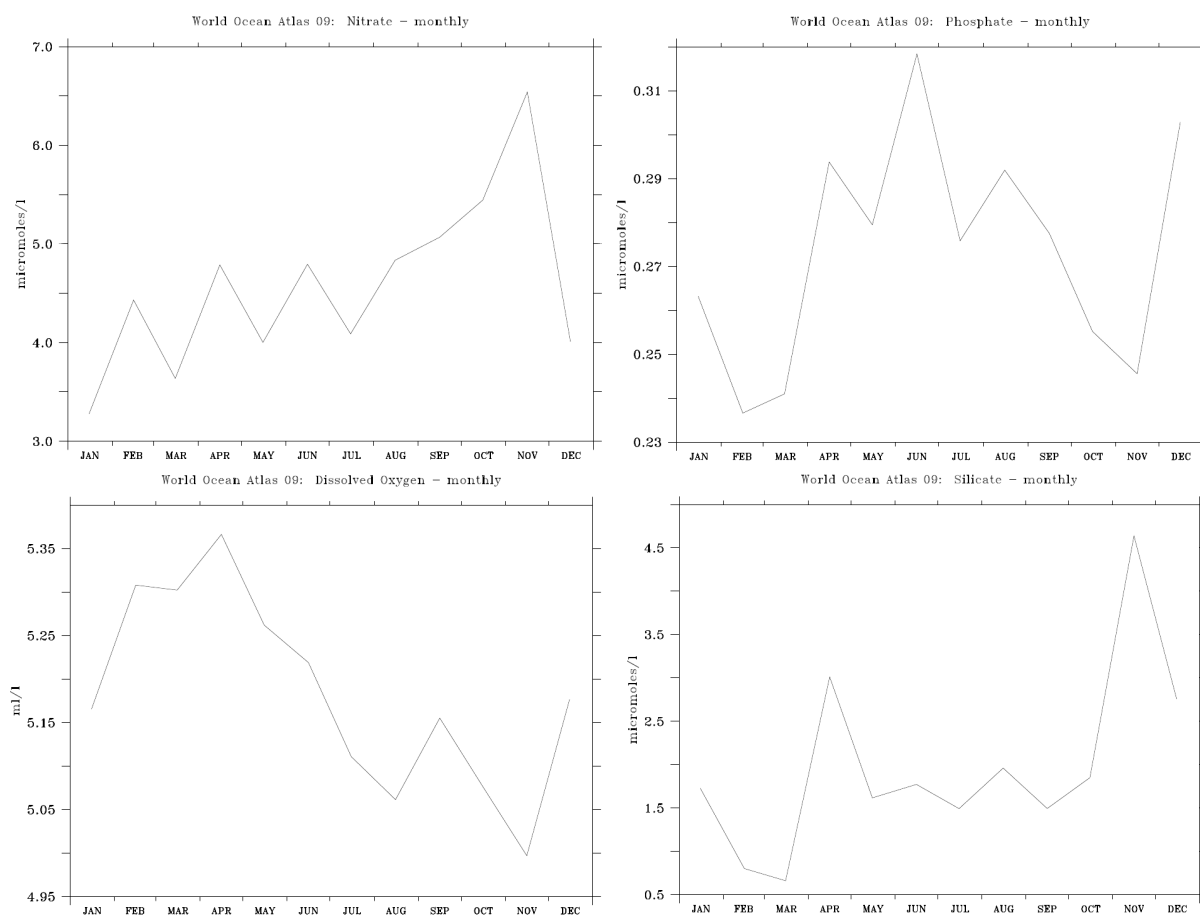 World Ocean Atlas 09: Nitrate – monthly
7.0
6.0
5.0
4.0
3.0
micromoles/l
JAN FEB MAR APR MAY JUN JUL AUG SEP OCT NOV DEC
World Ocean Atlas 09: Phosphate – monthly
0.31
0.29
0.27
0.25
0.23
micromoles/l
JAN FEB MAR APR MAY JUN JUL AUG SEP OCT NOV DEC
World Ocean Atlas 09: Dissolved Oxygen – monthly
5.35
5.25
5.15
5.05
4.95
ml/l
JAN FEB MAR APR MAY JUN JUL AUG SEP OCT NOV DEC
World Ocean Atlas 09: Silicate – monthly
4.5
3.5
2.5
1.5
0.5
micromoles/l
JAN FEB MAR APR MAY JUN JUL AUG SEP OCT NOV DEC